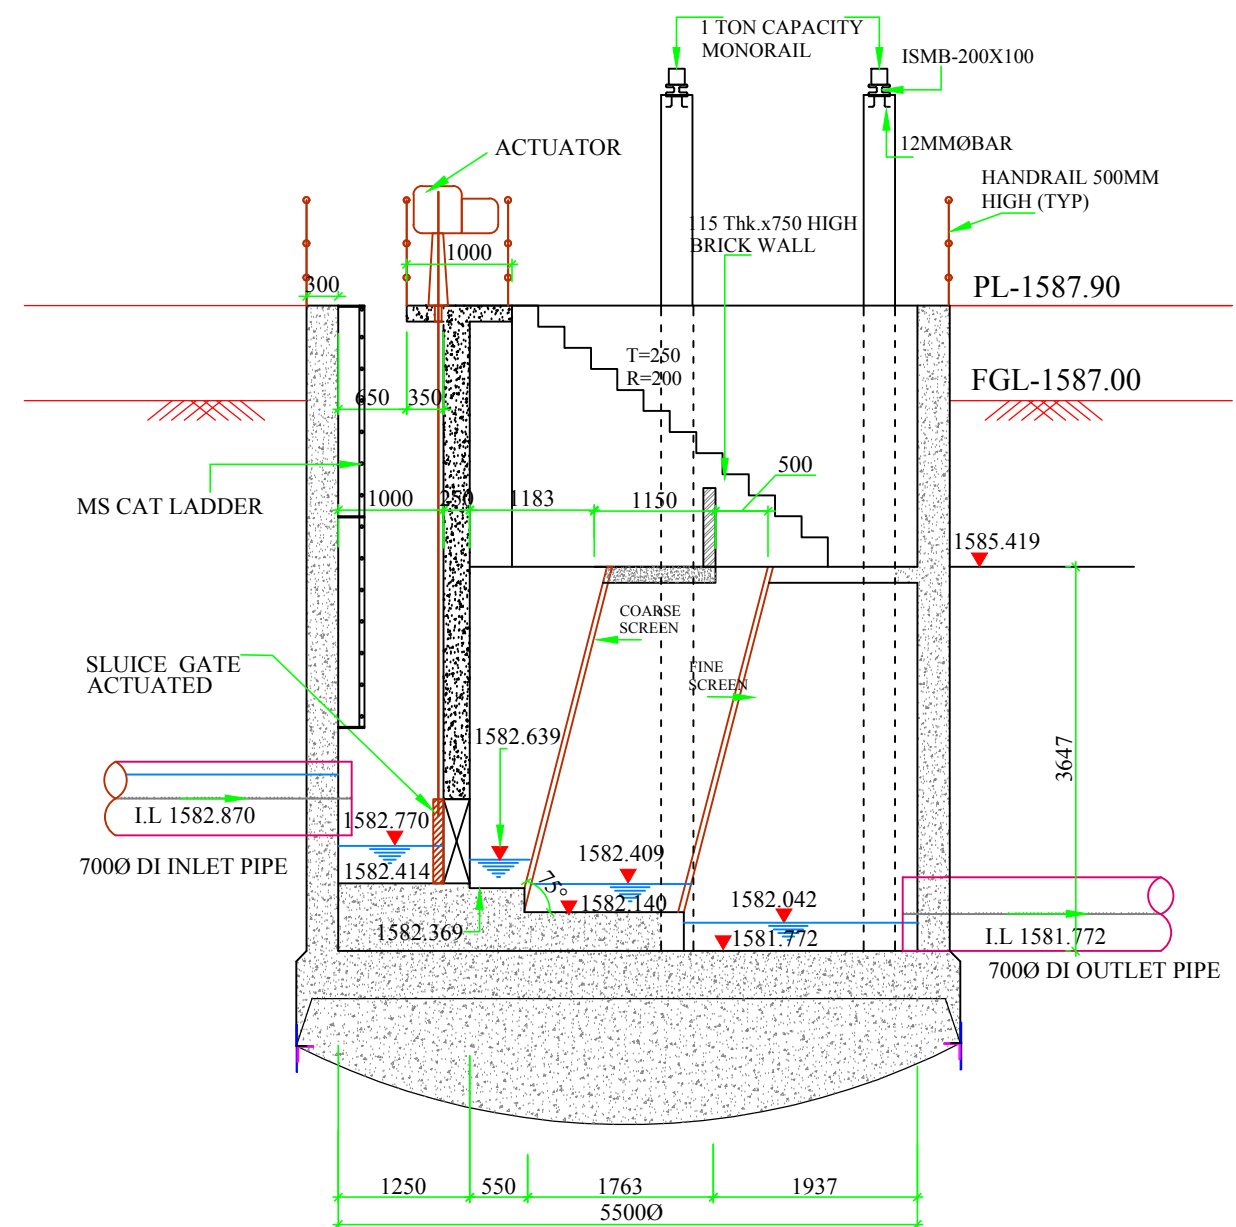 1 TON CAPACITY
MONORAIL
ISMB-200X100
12MMØBAR
ACTUATOR
HANDRAIL 500MM
HIGH (TYP)
115 Thk.x750 HIGH
BRICK WALL
1000
300
PL-1587.90
T=250
R=200
FGL-1587.00
650
350
500
MS CAT LADDER
1000
250
1183
1150
1585.419
COARSE
SCREEN
SLUICE GATE
ACTUATED
FINE
SCREEN
1582.639
3647
I.L 1582.870
1582.770
700Ø DI INLET PIPE
1582.414
1582.409
75°
1582.140
1582.042
1582.369
1581.772
I.L 1581.772
700Ø DI OUTLET PIPE
1250
550
1763
1937
5500Ø